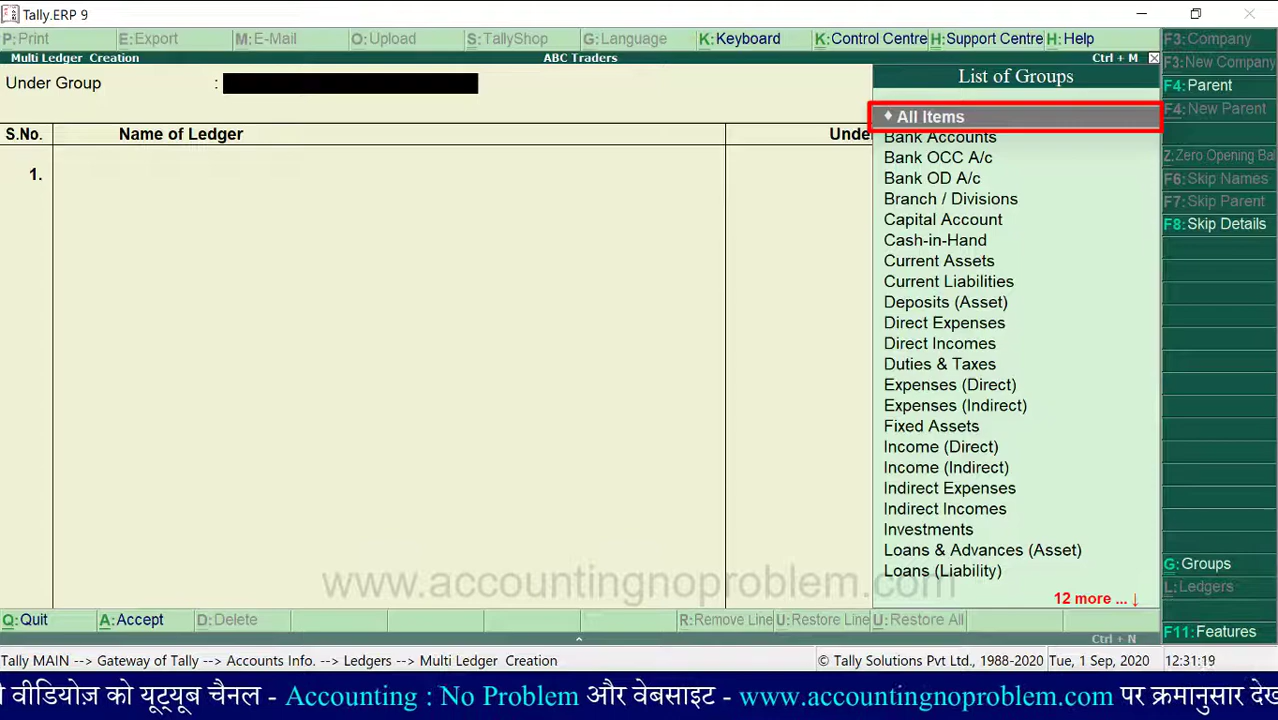 Tally.ERP 9
P:Print E:Export M:E-Mail O:Upload S:TallyShop G:Language K:Keyboard K:Control Centre H:Support Centre H:Help F3:Company
Multi Ledger Creation ABC Traders Ctrl + M F3:New Company
Under Group : List of Groups F4:Parent
F4:New Parent
♦ All Items
S.No. Name of Ledger Under
Bank Accounts
Bank OCC A/c Z:Zero Opening Bal
1. Bank OD A/c F6:Skip Names
Branch / Divisions F7:Skip Parent
Capital Account F8:Skip Details
Cash-in-Hand
Current Assets
Current Liabilities
Deposits (Asset)
Direct Expenses
Direct Incomes
Duties & Taxes
Expenses (Direct)
Expenses (Indirect)
Fixed Assets
Income (Direct)
Income (Indirect)
Indirect Expenses
Indirect Incomes
Investments
Loans & Advances (Asset)
Loans (Liability) G:Groups
www.accountingnoproblem.com L:Ledgers
12 more ... ↓
Q:Quit A:Accept D:Delete R:Remove Line U:Restore Line U:Restore All F11:Features
Ctrl + N
Tally MAIN --> Gateway of Tally --> Accounts Info. --> Ledgers --> Multi Ledger Creation © Tally Solutions Pvt Ltd., 1988-2020 Tue, 1 Sep, 2020 12:31:19
वीडियोज़ को यूट्यूब चैनल - Accounting : No Problem और वेबसाइट - www.accountingnoproblem.com पर क्रमानुसार देख